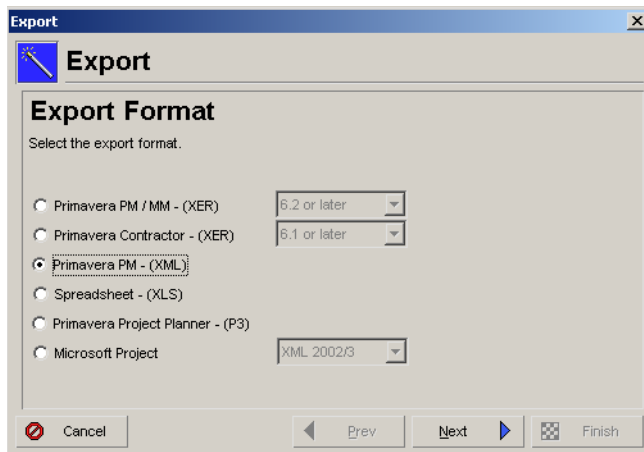 Export
Export
Export Format
Select the export format.
Primavera PM / MM - (XER) 6.2 or later
Primavera Contractor - (XER) 6.1 or later
Primavera PM - (XML)
Spreadsheet - (XLS)
Primavera Project Planner - (P3)
Microsoft Project XML 2002/3
Cancel Prev Next Finish